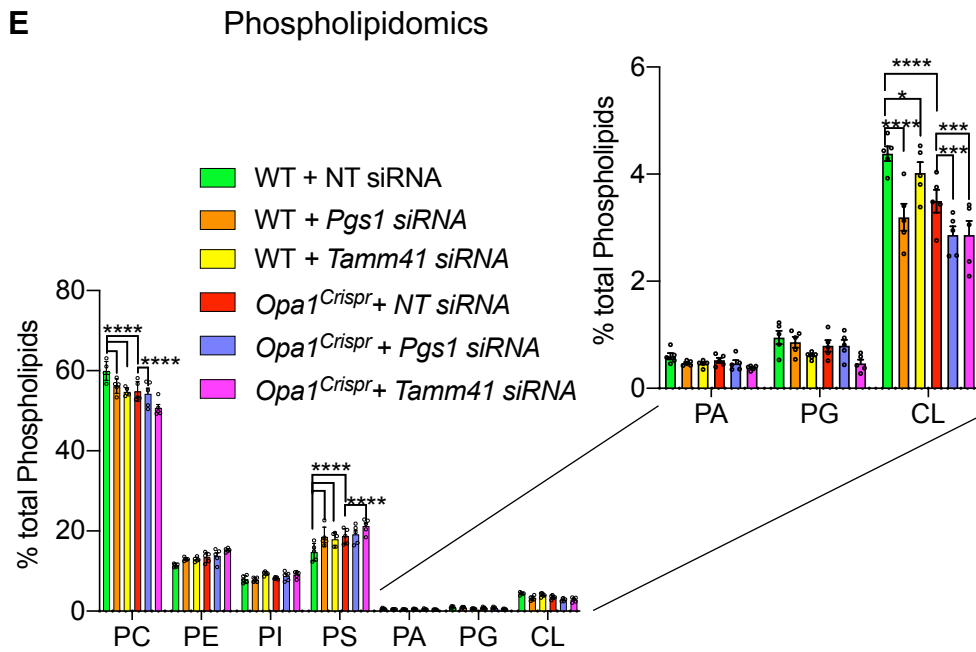 E
Phospholipidomics
WT + NT siRNA
WT + Pgs1 siRNA
WT + Tamm41 siRNA
Opa1Crispr+ NT siRNA
Opa1Crispr + Pgs1 siRNA
Opa1Crispr+ Tamm41 siRNA
% total Phospholipids
80
60
40
20
0
****
****
****
****
PC PE PI PS PA PG CL
% total Phospholipids
6
4
2
0
****
*
****
***
***
PA PG CL